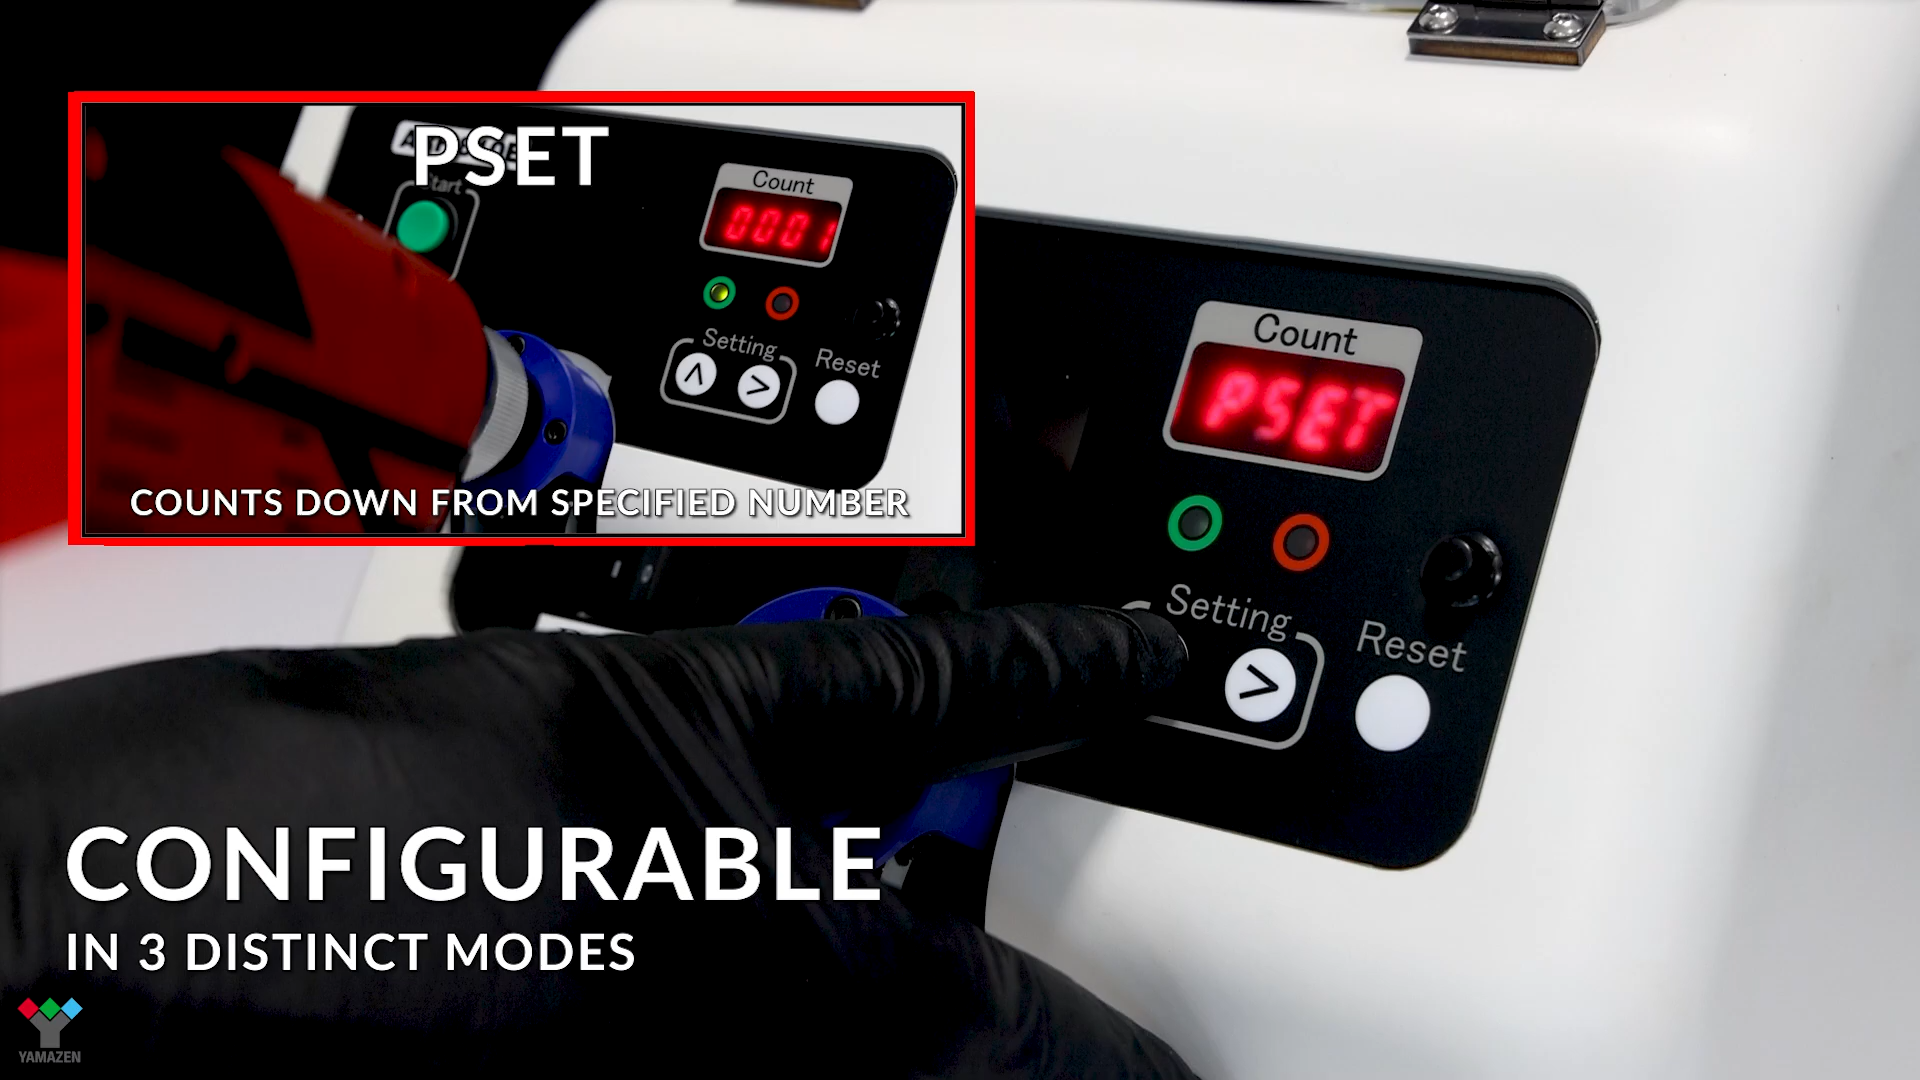 PSET
Start
Count
0001
Setting
Reset
COUNTS DOWN FROM SPECIFIED NUMBER
Count
PSET
Setting
Reset
CONFIGURABLE
IN 3 DISTINCT MODES
YAMAZEN